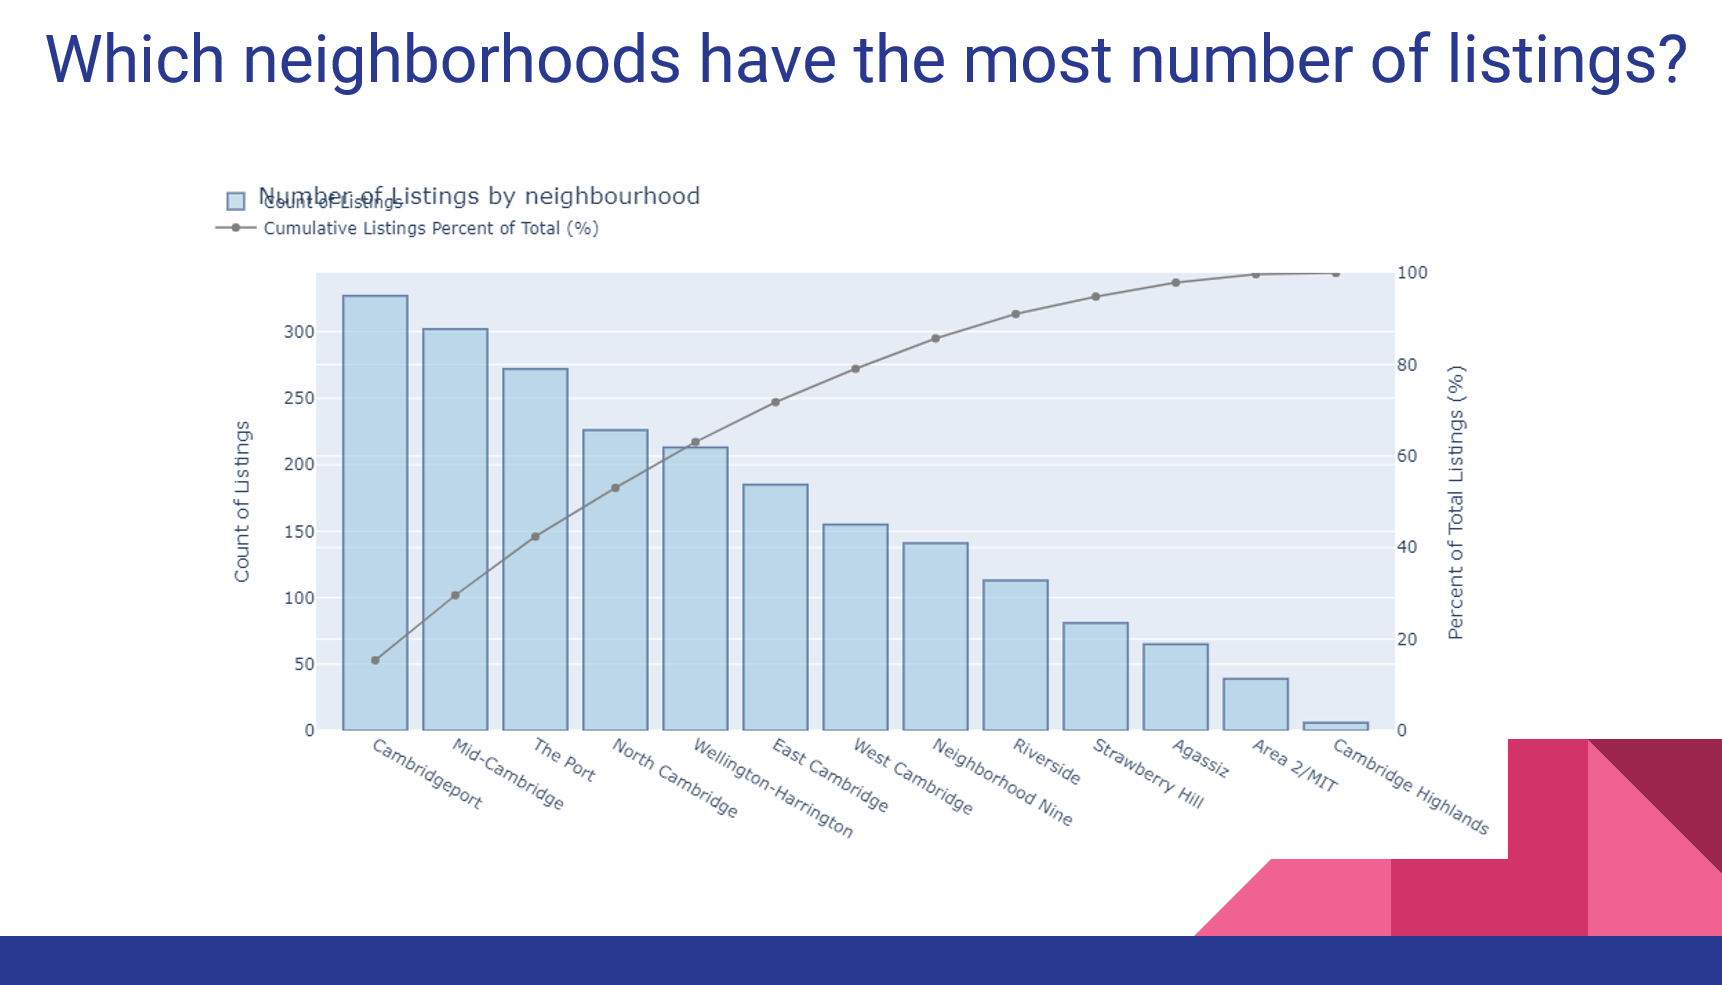 Which neighborhoods have the most number of listings?
Number of Listings by neighbourhood
Count of Listings
Cumulative Listings Percent of Total (%)
Count of Listings
300
250
200
150
100
50
0
100
80
60
40
20
0
Percent of Total Listings (%)
Cambridgeport
Mid-Cambridge
The Port
North Cambridge
Wellington-Harrington
East Cambridge
West Cambridge
Neighborhood Nine
Riverside
Strawberry Hill
Agassiz
Area 2/MIT
Cambridge Highlands